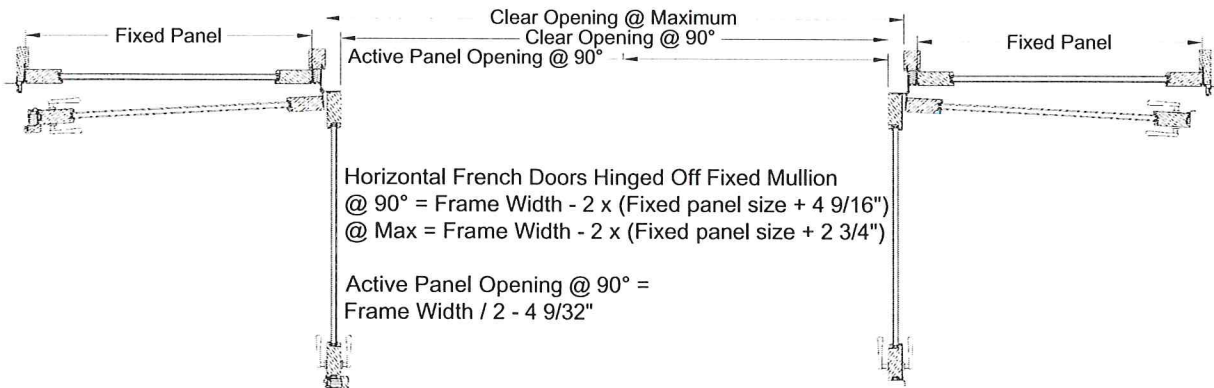 Clear Opening @ Maximum
Fixed Panel
Clear Opening @ 90°
Fixed Panel
Active Panel Opening @ 90°
Horizontal French Doors Hinged Off Fixed Mullion
@ 90° = Frame Width - 2 x (Fixed panel size + 4 9/16")
@ Max = Frame Width - 2 x (Fixed panel size + 2 3/4")
Active Panel Opening @ 90° =
Frame Width / 2 - 4 9/32"